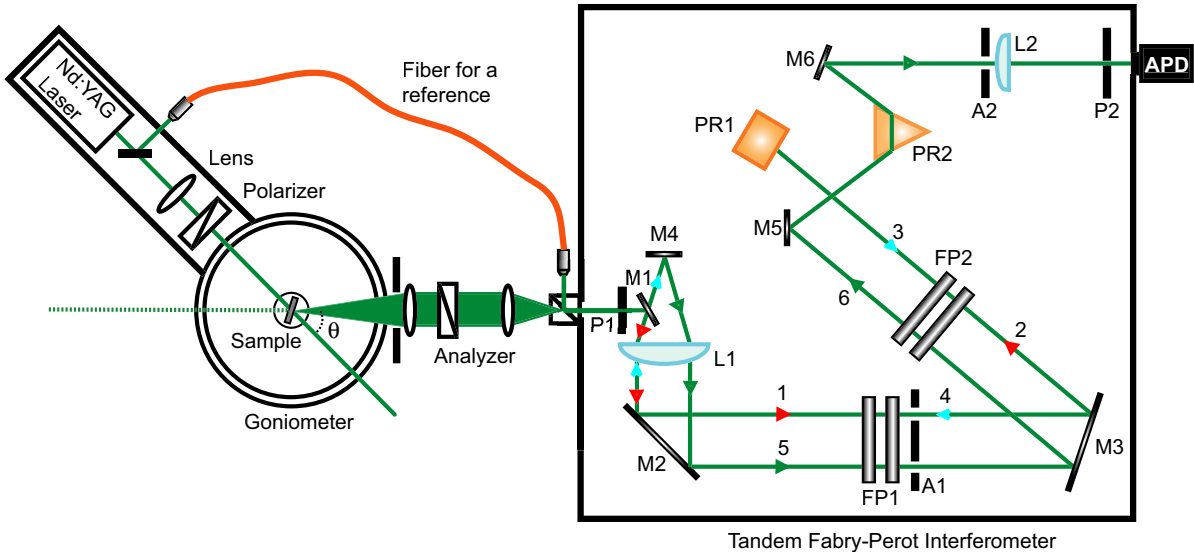 Nd:YAG
Laser
Fiber for a
reference
Lens
Polarizer
Sample
θ
Goniometer
Analyzer
P1
M1
M4
L1
M2
1
5
FP1
A1
4
M3
2
FP2
3
6
M5
PR1
PR2
M6
A2
L2
P2
APD
Tandem Fabry-Perot Interferometer